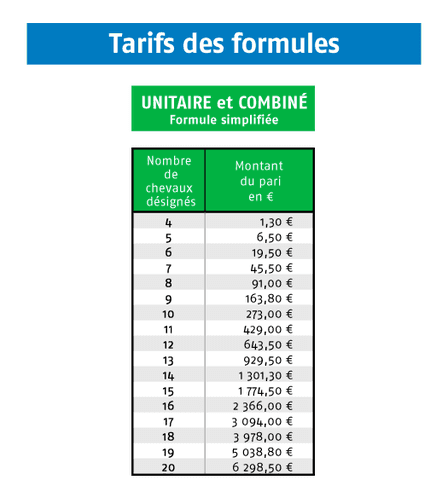 Tarifs des formules
UNITAIRE et COMBINÉ
Formule simplifiée
Nombre
de
chevaux
désignés
Montant
du pari
en €
4 1,30 €
5 6,50 €
6 19,50 €
7 45,50 €
8 91,00 €
9 163,80 €
10 273,00 €
11 429,00 €
12 643,50 €
13 929,50 €
14 1 301,30 €
15 1 774,50 €
16 2 366,00 €
17 3 094,00 €
18 3 978,00 €
19 5 038,80 €
20 6 298,50 €